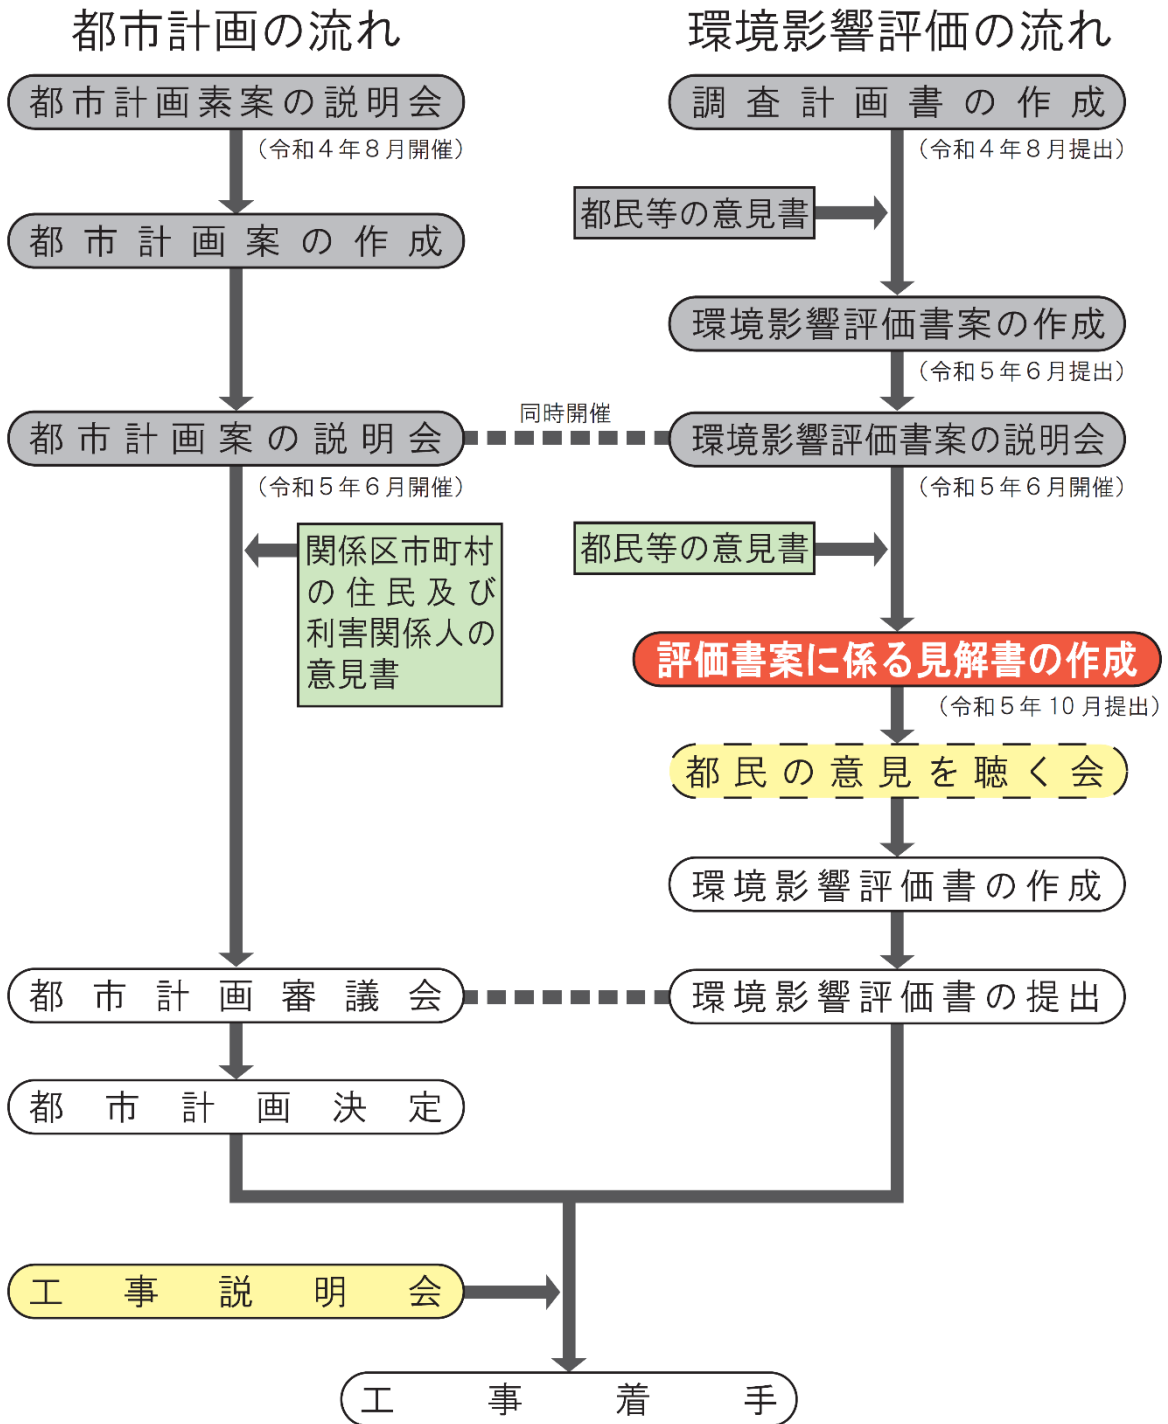 都市計画の流れ
環境影響評価の流れ
都市計画素案の説明会
調査計画書の作成
（令和４年８月開催）
（令和４年８月提出）
都民等の意見書
都市計画案の作成
環境影響評価書案の作成
（令和５年６月提出）
同時開催
都市計画案の説明会
環境影響評価書案の説明会
（令和５年６月開催）
（令和５年６月開催）
関係区市町村
の住民及び
利害関係人の
意見書
都民等の意見書
評価書案に係る見解書の作成
（令和５年10月提出）
都民の意見を聴く会
環境影響評価書の作成
都市計画審議会
環境影響評価書の提出
都市計画決定
工事説明会
工事着手